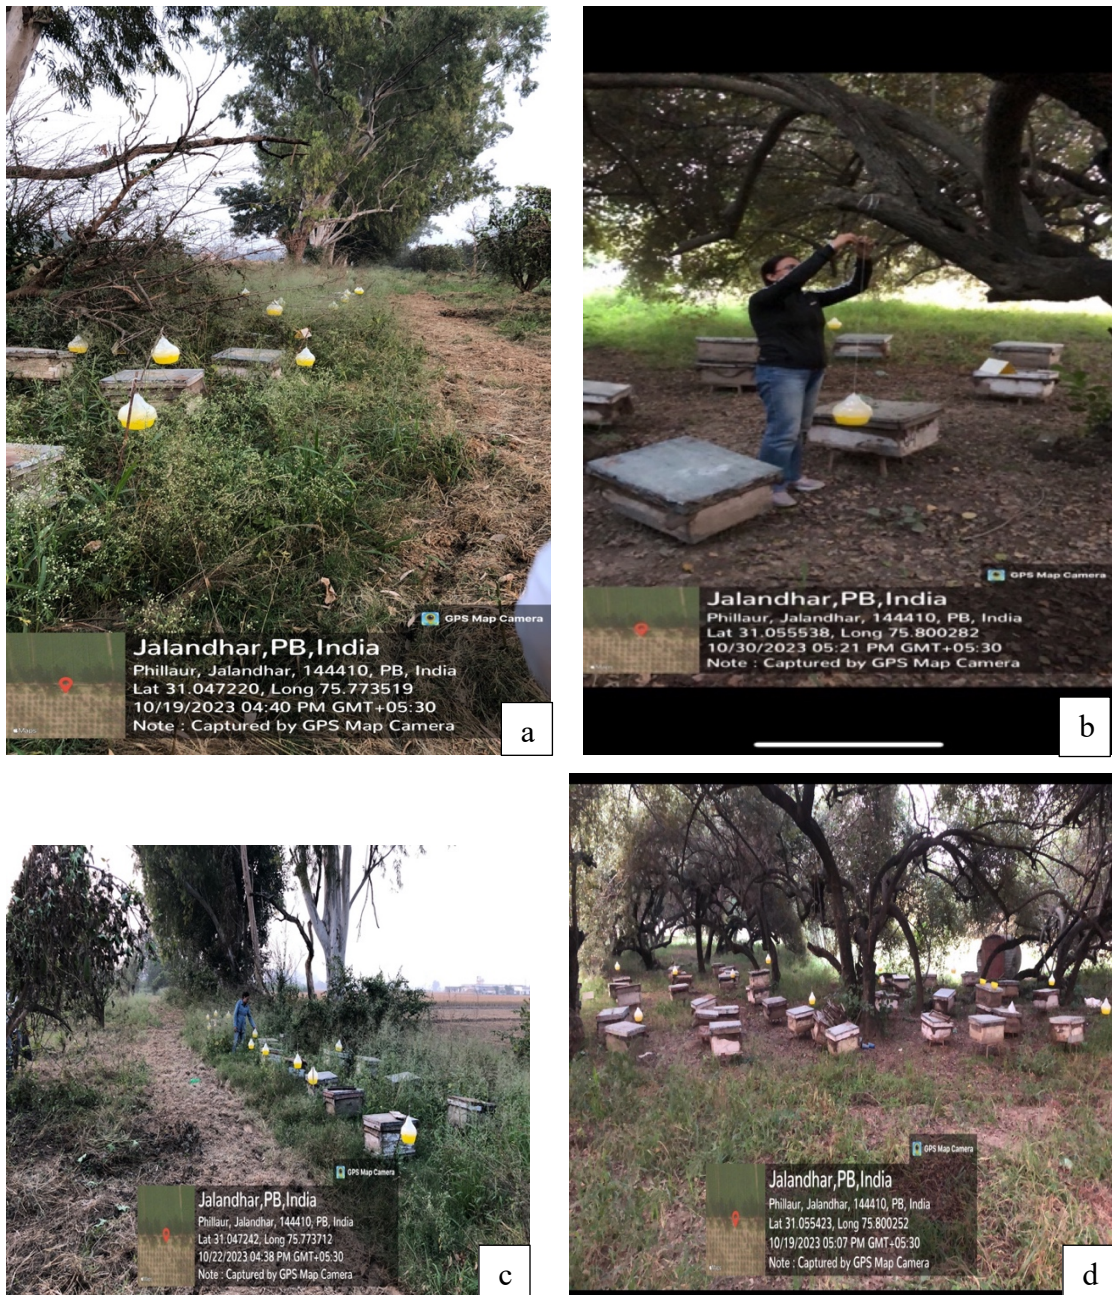 GPS Map Camera
Jalandhar,PB,India
Phillaur, Jalandhar, 144410, PB, India
Lat 31.047220, Long 75.773519
10/19/2023 04:40 PM GMT+05:30
Note : Captured by GPS Map Camera
Maps
a
GPS Map Camera
Jalandhar,PB,India
Phillaur, Jalandhar, 144410, PB, India
Lat 31.055538, Long 75.800282
10/30/2023 05:21 PM GMT+05:30
Note : Captured by GPS Map Camera
b
GPS Map Camera
Jalandhar,PB,India
Phillaur, Jalandhar, 144410, PB, India
Lat 31.047242, Long 75.773712
10/22/2023 04:38 PM GMT+05:30
Note : Captured by GPS Map Camera
c
GPS Map Camera
Jalandhar,PB,India
Phillaur, Jalandhar, 144410, PB, India
Lat 31.055423, Long 75.800252
10/19/2023 05:07 PM GMT+05:30
Note : Captured by GPS Map Camera
d